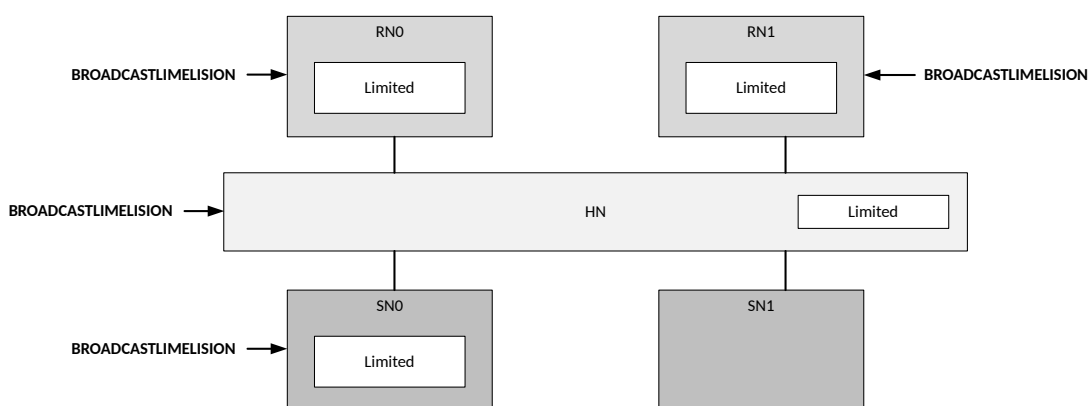 RN0
RN1
BROADCASTLIMELISION
Limited
Limited
BROADCASTLIMELISION
BROADCASTLIMELISION
HN
Limited
SN0
SN1
BROADCASTLIMELISION
Limited